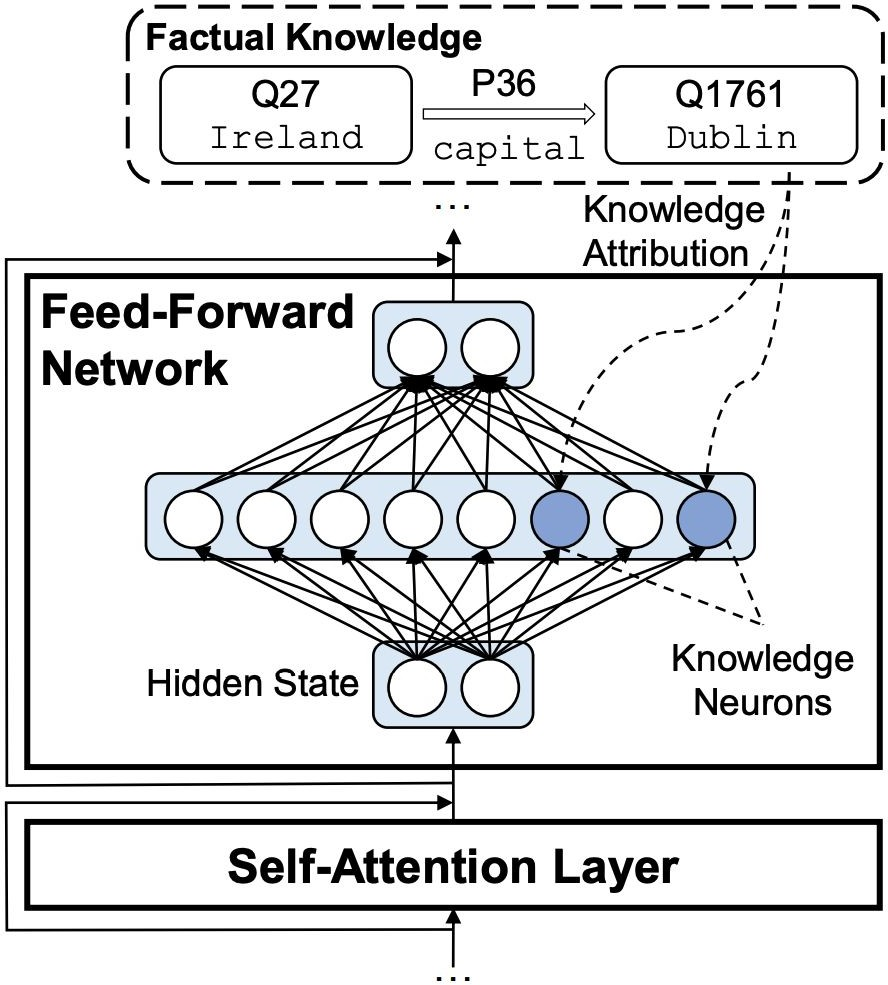 Factual Knowledge
Q27
Ireland
P36
capital
Q1761
Dublin
...
Knowledge
Attribution
Feed-Forward
Network
Hidden State
Knowledge
Neurons
Self-Attention Layer
...